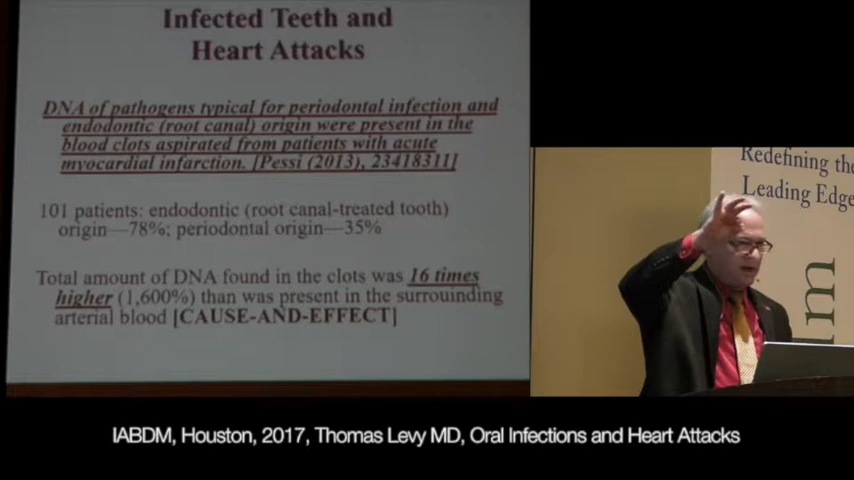 Infected Teeth and
Heart Attacks
DNA of pathogens typical for periodontal infection and
endodontic (root canal) origin were present in the
blood clots aspirated from patients with acute
myocardial infarction. [Pessi (2013), 23418311]
101 patients: endodontic (root canal-treated tooth)
origin—78%; periodontal origin—35%
Total amount of DNA found in the clots was 16 times
higher (1,600%) than was present in the surrouinding
arterial blood [CAUSE-AND-EFFECT]
Redefining the
Leading Edge
IABDM, Houston, 2017, Thomas Levy MD, Oral Infections and Heart Attacks